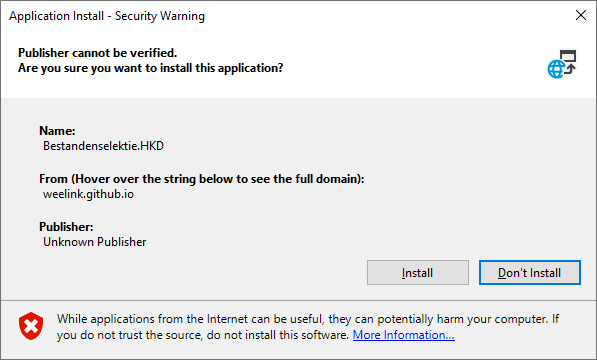 Application Install - Security Warning
Publisher cannot be verified.
Are you sure you want to install this application?
Name:
Bestandenselektie.HKD
From (Hover over the string below to see the full domain):
weelink.github.io
Publisher:
Unknown Publisher
Install
Don't Install
While applications from the Internet can be useful, they can potentially harm your computer. If
you do not trust the source, do not install this software. More Information...